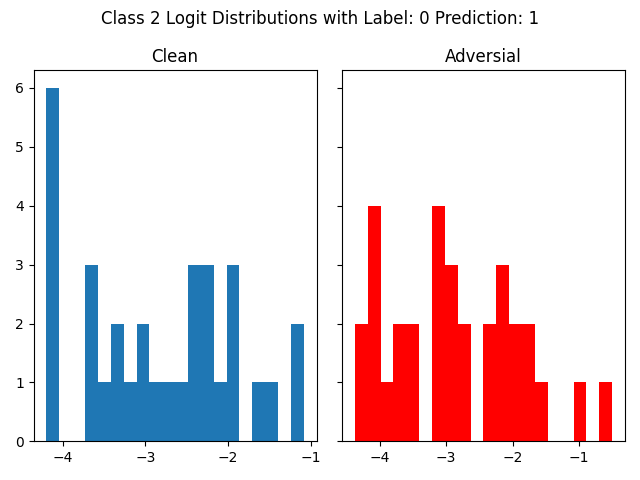 Class 2 Logit Distributions with Label: 0 Prediction: 1
Clean
Adversial
6
5
4
3
2
1
0
−4 −3 −2 −1
−4 −3 −2 −1